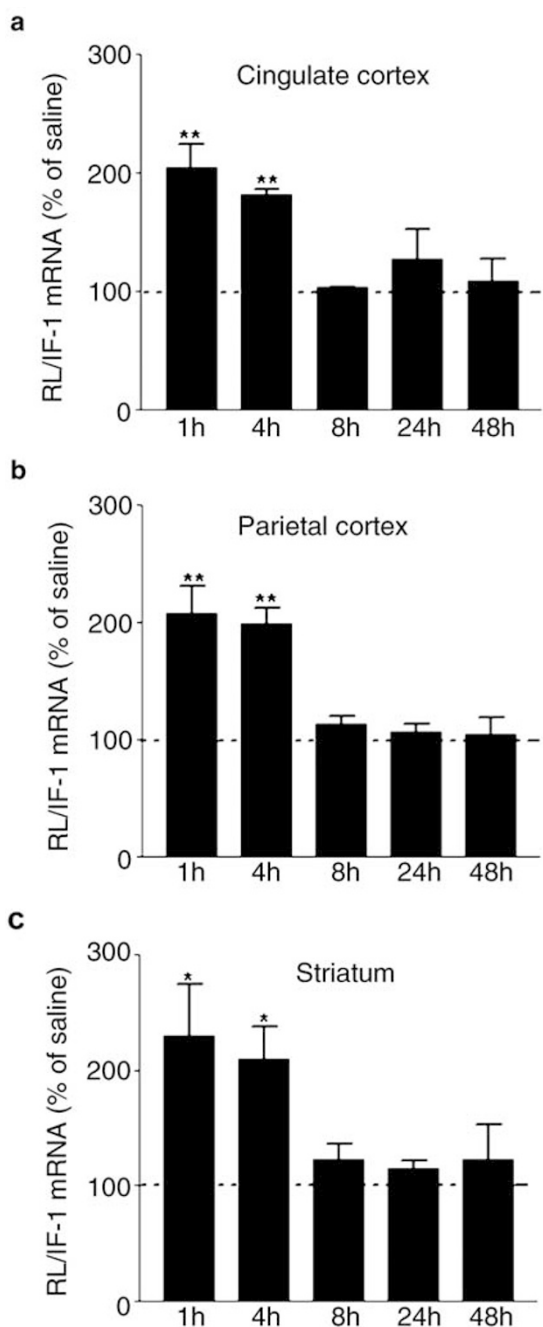 a
RL/IF-1 mRNA (% of saline)
300
200
100
0
Cingulate cortex
** **
1h 4h 8h 24h 48h
b
RL/IF-1 mRNA (% of saline)
300
200
100
0
Parietal cortex
** **
1h 4h 8h 24h 48h
c
RL/IF-1 mRNA (% of saline)
300
200
100
0
Striatum
* *
1h 4h 8h 24h 48h